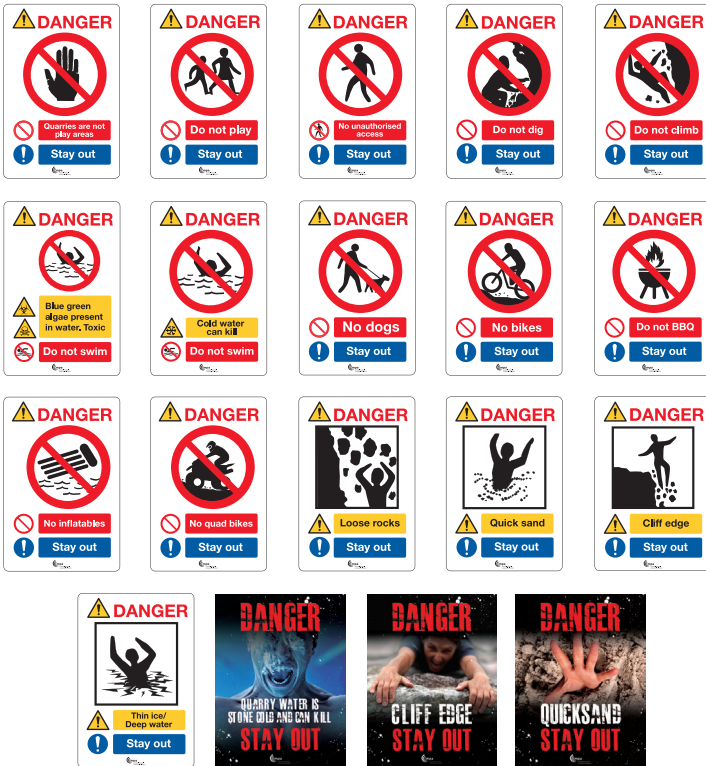 DANGER
Quarries are not
play areas
Stay out
DANGER
Do not play
Stay out
DANGER
No unauthorised
access
Stay out
DANGER
Do not dig
Stay out
DANGER
Do not climb
Stay out
DANGER
Blue green
algae present
in water. Toxic
Do not swim
DANGER
Cold water
can kill
Do not swim
DANGER
No dogs
Stay out
DANGER
No bikes
Stay out
DANGER
Do not BBQ
Stay out
DANGER
No inflatables
Stay out
DANGER
No quad bikes
Stay out
DANGER
Loose rocks
Stay out
DANGER
Quick sand
Stay out
DANGER
Cliff edge
Stay out
DANGER
Thin ice/
Deep water
Stay out
DANGER
QUARRY WATER IS
STONE COLD AND CAN KILL
STAY OUT
DANGER
CLIFF EDGE
STAY OUT
DANGER
QUICKSAND
STAY OUT